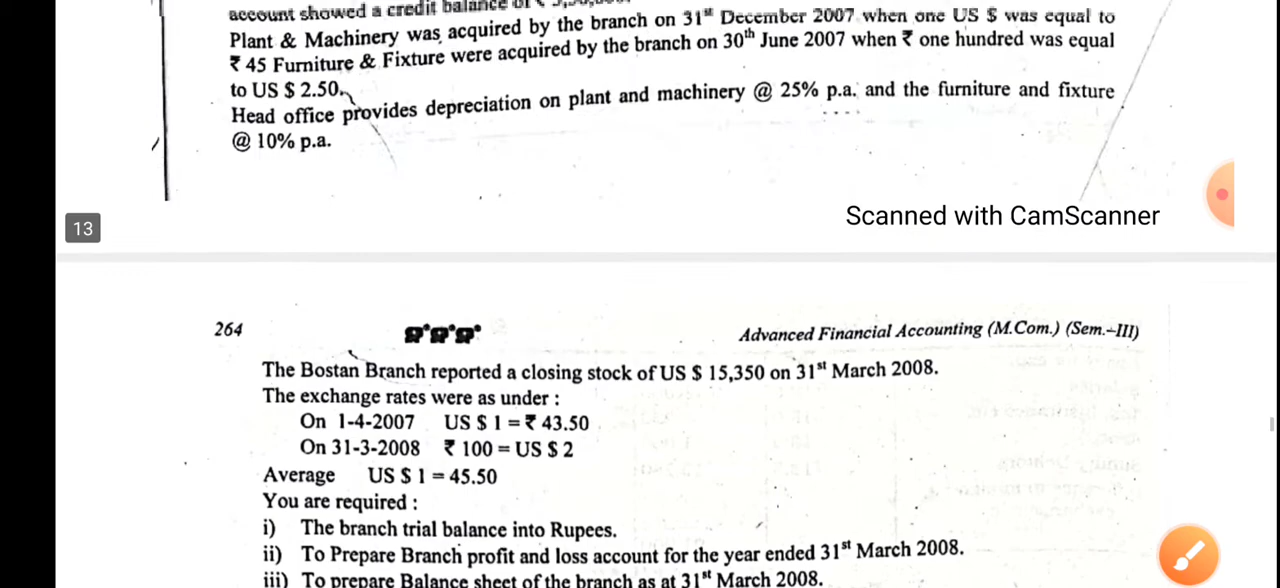 account showed a credit balance of ₹
Plant & Machinery was acquired by the branch on 31st December 2007 when one US $ was equal to
₹ 45 Furniture & Fixture were acquired by the branch on 30th June 2007 when ₹ one hundred was equal
to US $ 2.50.
Head office provides depreciation on plant and machinery @ 25% p.a. and the furniture and fixture
@ 10% p.a.
Scanned with CamScanner
13
264
Advanced Financial Accounting (M.Com.) (Sem.-III)
The Bostan Branch reported a closing stock of US $ 15,350 on 31st March 2008.
The exchange rates were as under :
On 1-4-2007 US $ 1 = ₹ 43.50
On 31-3-2008 ₹ 100 = US $ 2
Average US $ 1 = 45.50
You are required :
i) The branch trial balance into Rupees.
ii) To Prepare Branch profit and loss account for the year ended 31st March 2008.
iii) To prepare Balance sheet of the branch as at 31st March 2008.